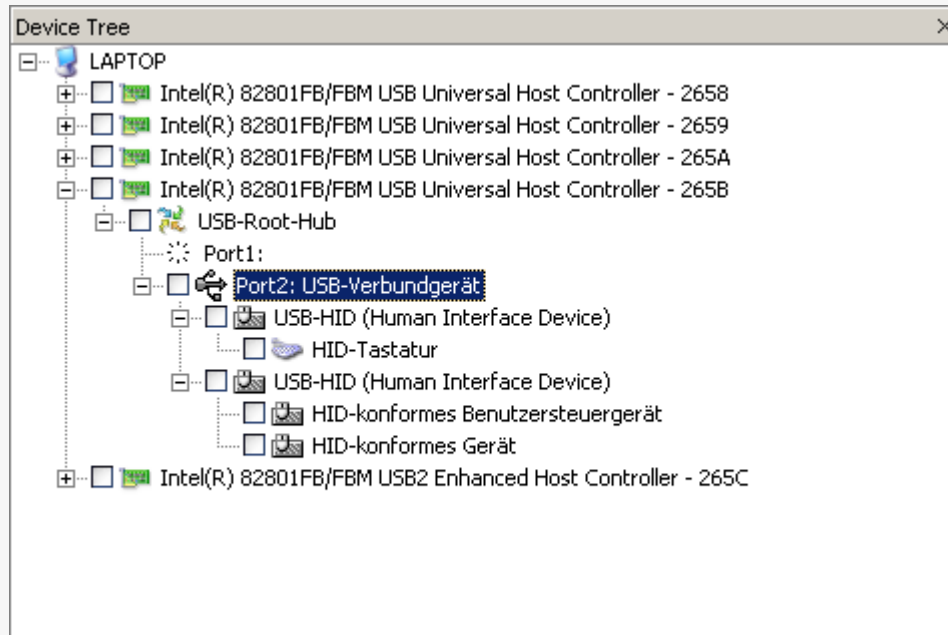 Device Tree
LAPTOP
Intel(R) 82801FB/FBM USB Universal Host Controller - 2658
Intel(R) 82801FB/FBM USB Universal Host Controller - 2659
Intel(R) 82801FB/FBM USB Universal Host Controller - 265A
Intel(R) 82801FB/FBM USB Universal Host Controller - 265B
USB-Root-Hub
Port1:
Port2: USB-Verbundgerät
USB-HID (Human Interface Device)
HID-Tastatur
USB-HID (Human Interface Device)
HID-konformes Benutzersteuergerät
HID-konformes Gerät
Intel(R) 82801FB/FBM USB2 Enhanced Host Controller - 265C